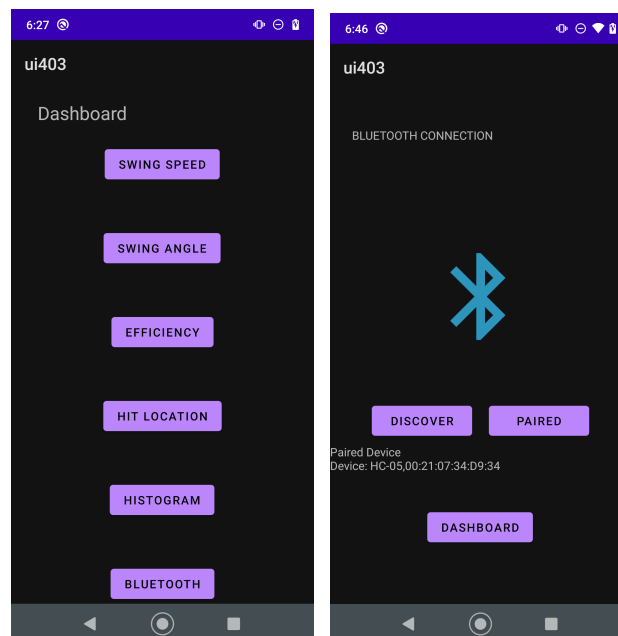 6:27
ui403
Dashboard
SWING SPEED
SWING ANGLE
EFFICIENCY
HIT LOCATION
HISTOGRAM
BLUETOOTH
6:46
ui403
BLUETOOTH CONNECTION
DISCOVER PAIRED
Paired Device
Device: HC-05,00:21:07:34:D9:34
DASHBOARD